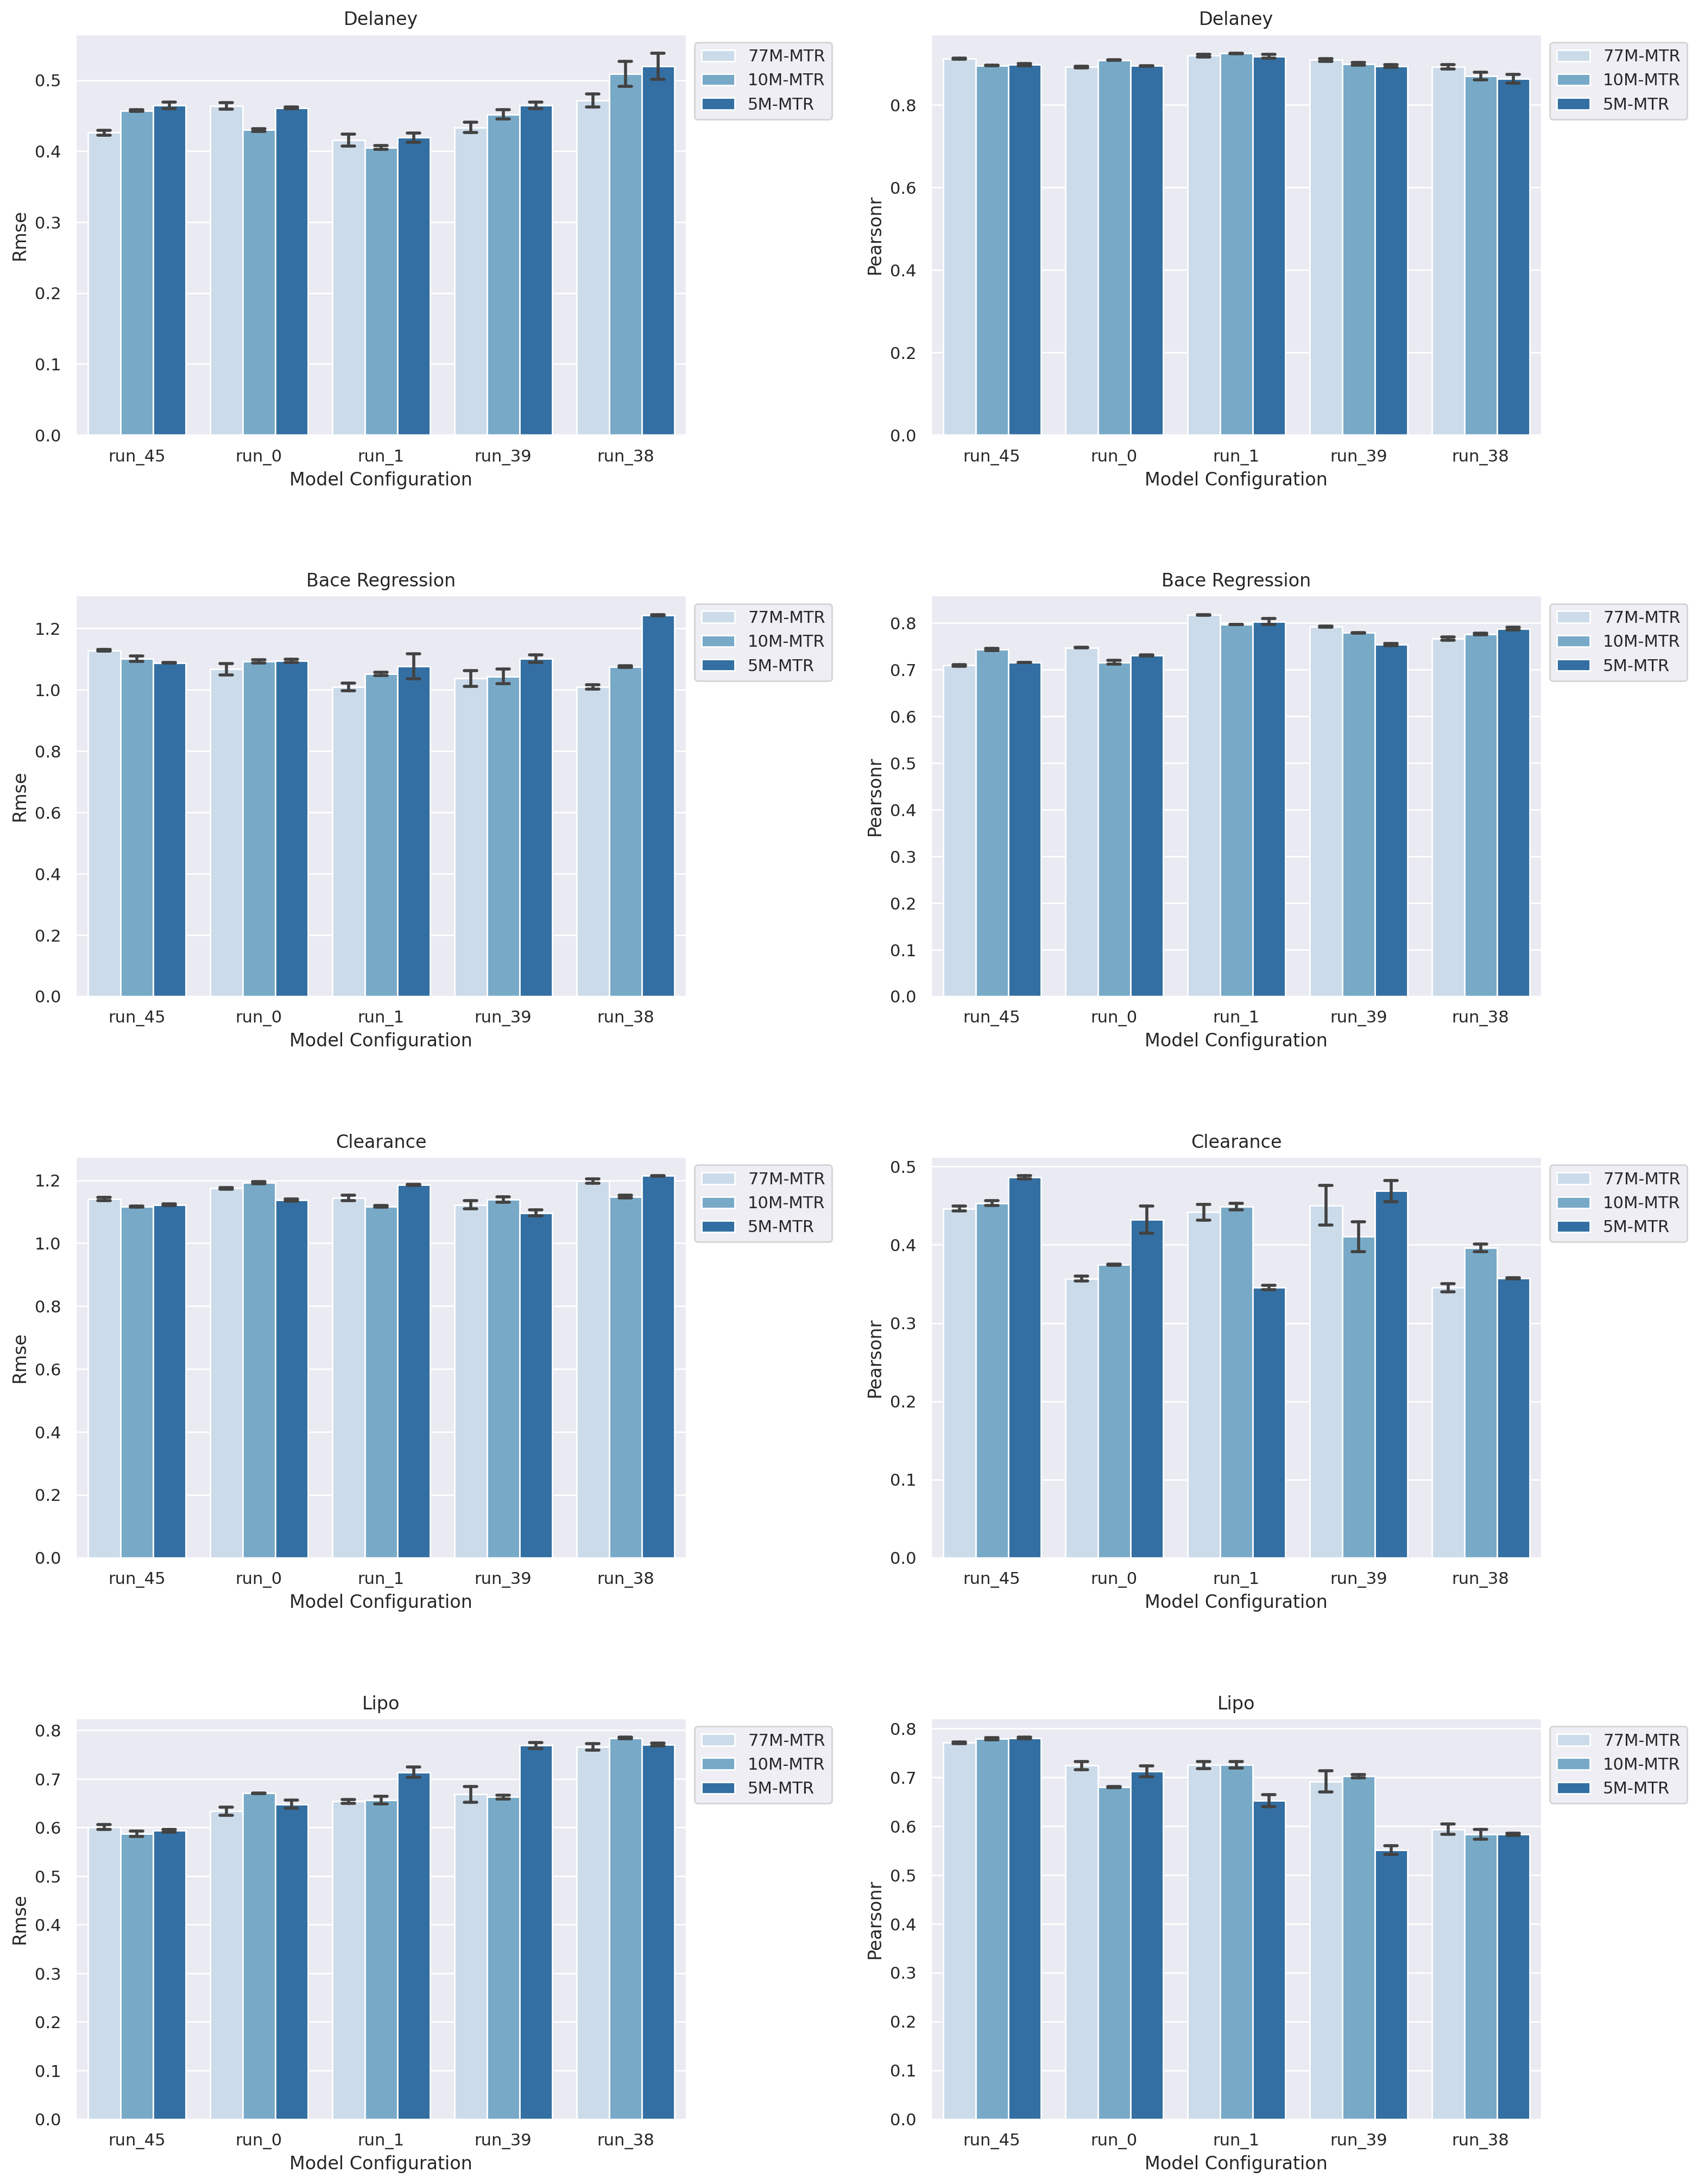 Delaney
Rmse
0.5
0.4
0.3
0.2
0.1
0.0
run_45 run_0 run_1 run_39 run_38
Model Configuration
77M-MTR
10M-MTR
5M-MTR
Delaney
Pearsonr
0.8
0.6
0.4
0.2
0.0
run_45 run_0 run_1 run_39 run_38
Model Configuration
77M-MTR
10M-MTR
5M-MTR
Bace Regression
Rmse
1.2
1.0
0.8
0.6
0.4
0.2
0.0
run_45 run_0 run_1 run_39 run_38
Model Configuration
77M-MTR
10M-MTR
5M-MTR
Bace Regression
Pearsonr
0.8
0.7
0.6
0.5
0.4
0.3
0.2
0.1
0.0
run_45 run_0 run_1 run_39 run_38
Model Configuration
77M-MTR
10M-MTR
5M-MTR
Clearance
Rmse
1.2
1.0
0.8
0.6
0.4
0.2
0.0
run_45 run_0 run_1 run_39 run_38
Model Configuration
77M-MTR
10M-MTR
5M-MTR
Clearance
Pearsonr
0.5
0.4
0.3
0.2
0.1
0.0
run_45 run_0 run_1 run_39 run_38
Model Configuration
77M-MTR
10M-MTR
5M-MTR
Lipo
Rmse
0.8
0.7
0.6
0.5
0.4
0.3
0.2
0.1
0.0
run_45 run_0 run_1 run_39 run_38
Model Configuration
77M-MTR
10M-MTR
5M-MTR
Lipo
Pearsonr
0.8
0.7
0.6
0.5
0.4
0.3
0.2
0.1
0.0
run_45 run_0 run_1 run_39 run_38
Model Configuration
77M-MTR
10M-MTR
5M-MTR